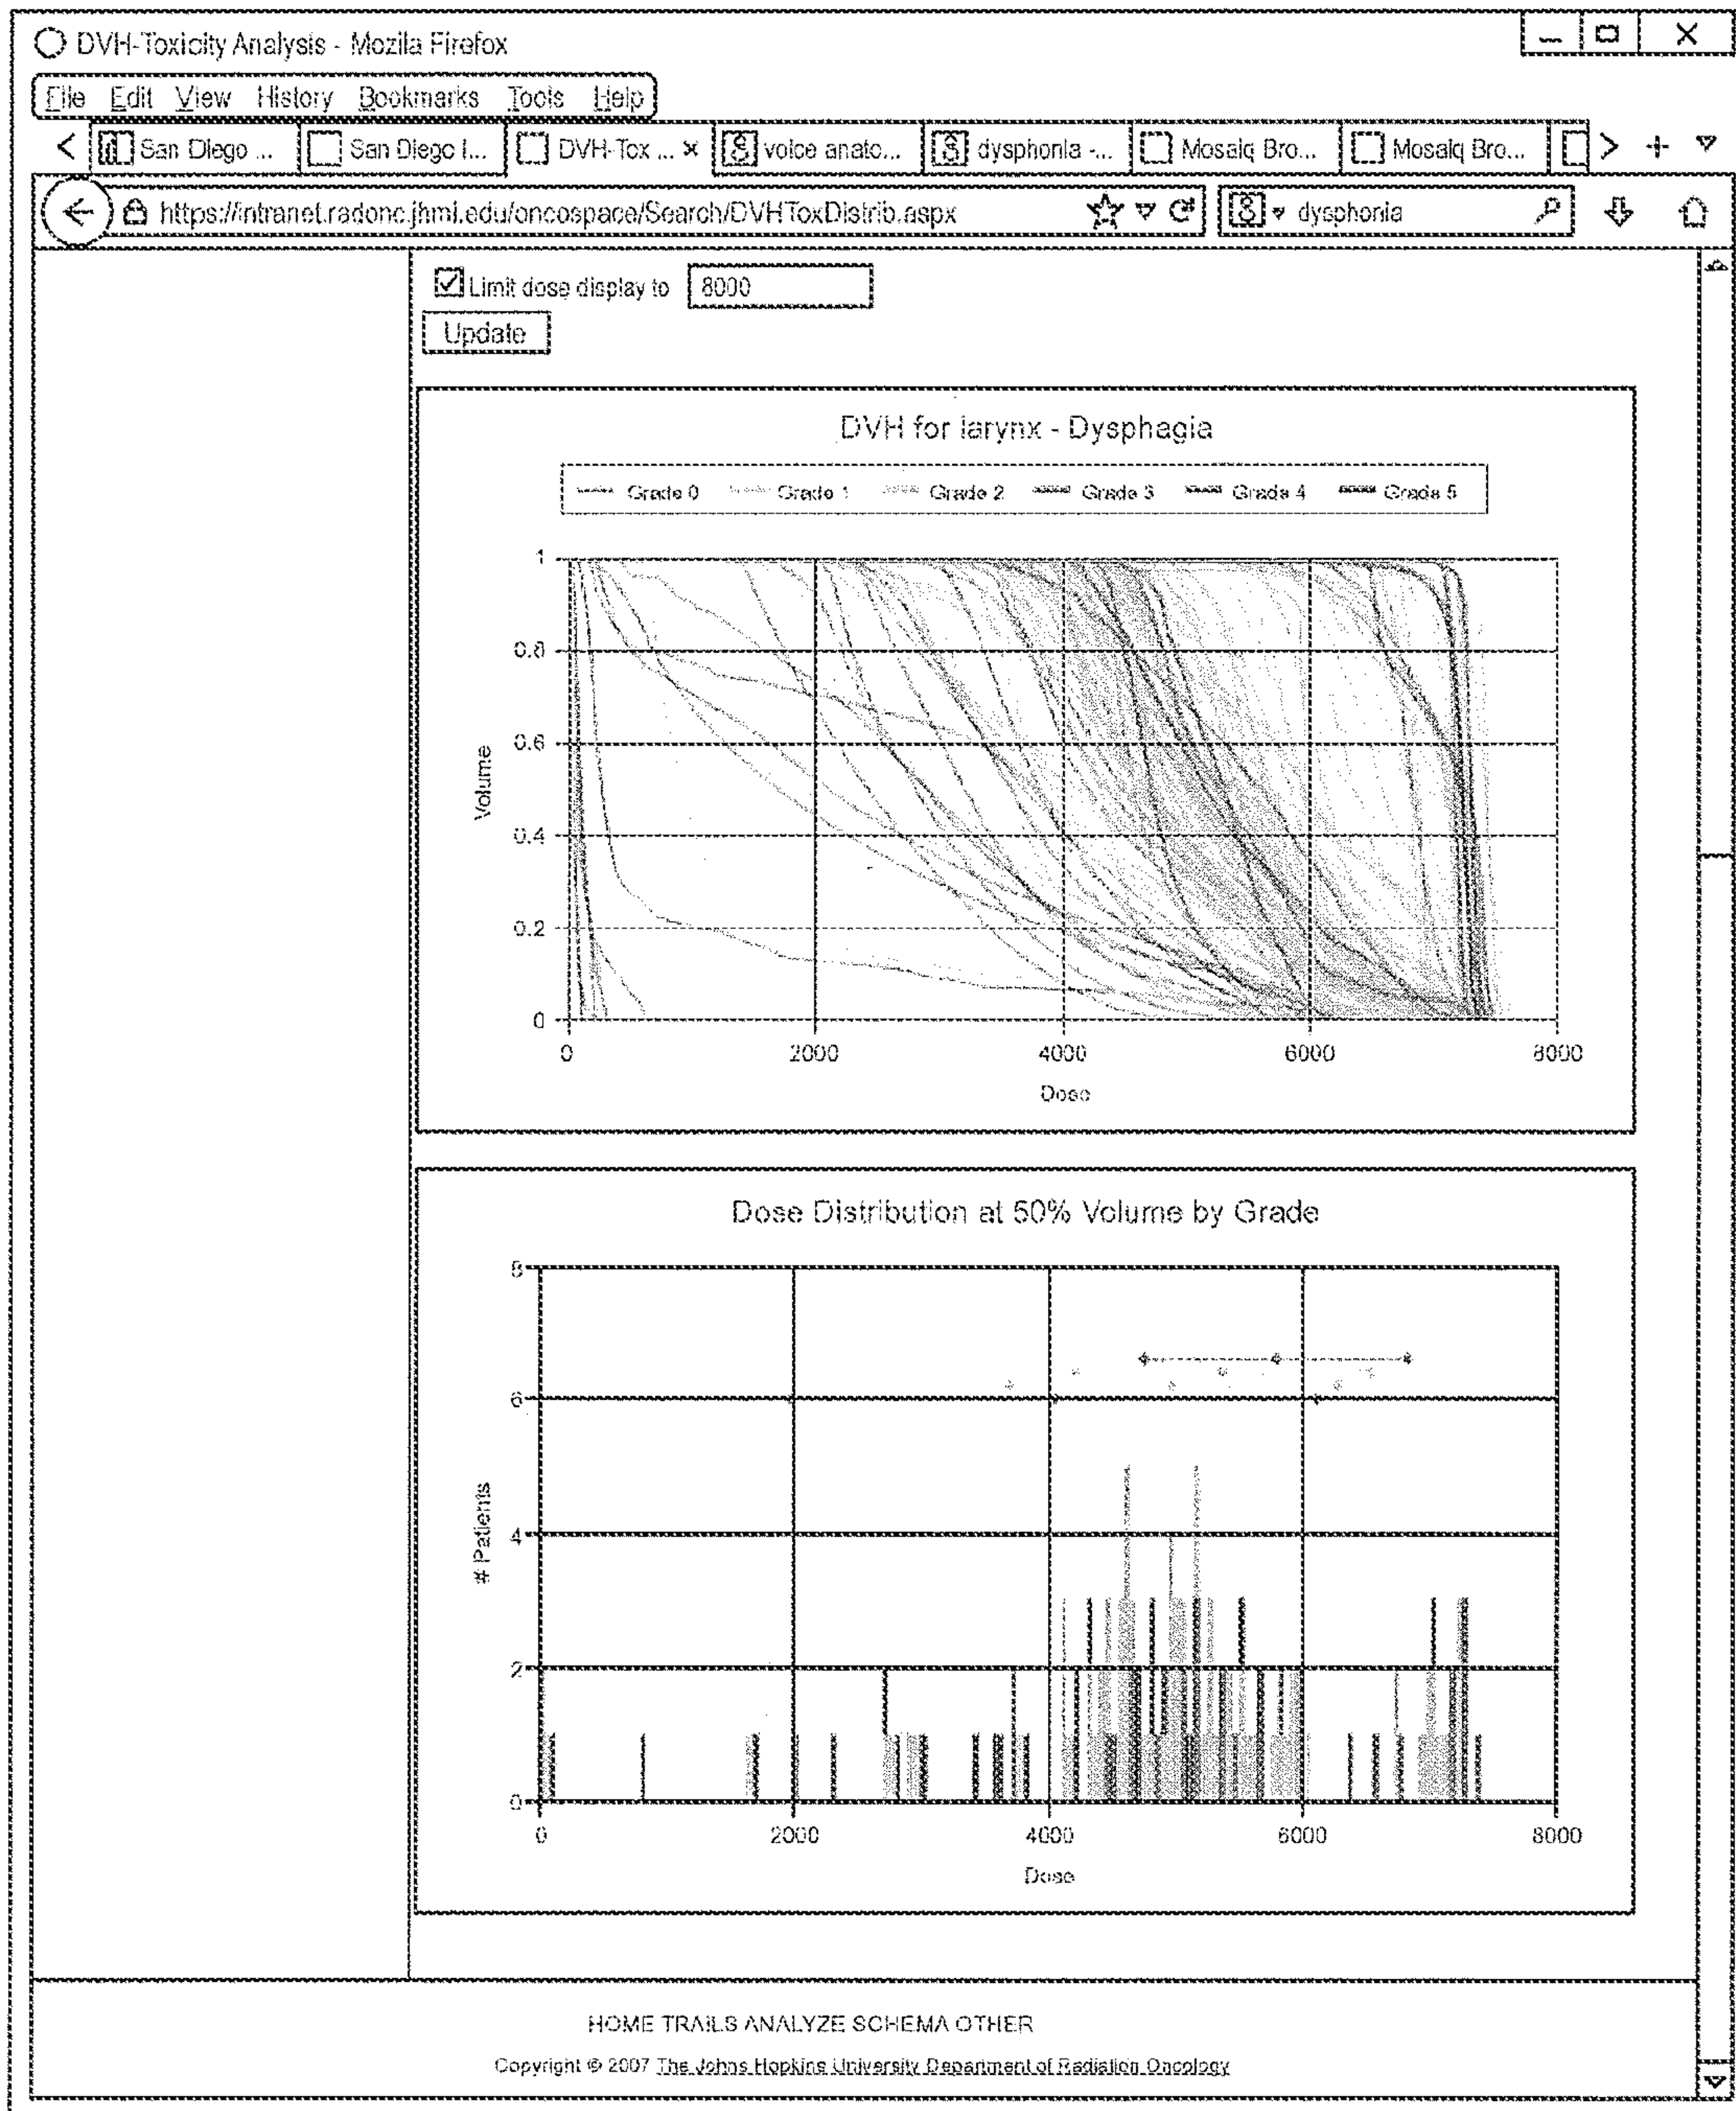 DVH-Toxicity Analysis - Mozilla Firefox
File Edit View History Bookmarks Tools Help
San Diego ... San Diego I... DVH-Tox ... × voice anato... dysphonia -... Mosaiq Bro... Mosaiq Bro...
https://intranet.radonc.jhmi.edu/oncospace/Search/DVHToxDistrib.aspx dysphonia
Limit dose display to 8000
Update
DVH for larynx - Dysphagia
Grade 0 Grade 1 Grade 2 Grade 3 Grade 4 Grade 5
1
0.8
0.6
0.4
0.2
0
Volume
0 2000 4000 6000 8000
Dose
Dose Distribution at 50% Volume by Grade
8
6
4
2
0
# Patients
0 2000 4000 6000 8000
Dose
HOME TRAILS ANALYZE SCHEMA OTHER
Copyright © 2007 The Johns Hopkins University Department of Radiation Oncology